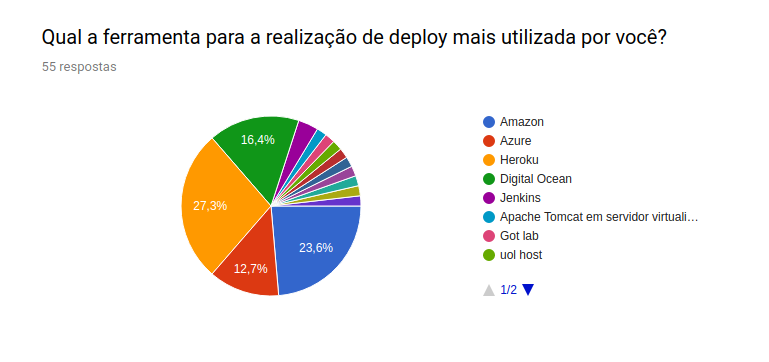 Qual a ferramenta para a realização de deploy mais utilizada por você?
55 respostas
16,4%
27,3%
12,7%
23,6%
Amazon
Azure
Heroku
Digital Ocean
Jenkins
Apache Tomcat em servidor virtuali…
Got lab
uol host
1/2